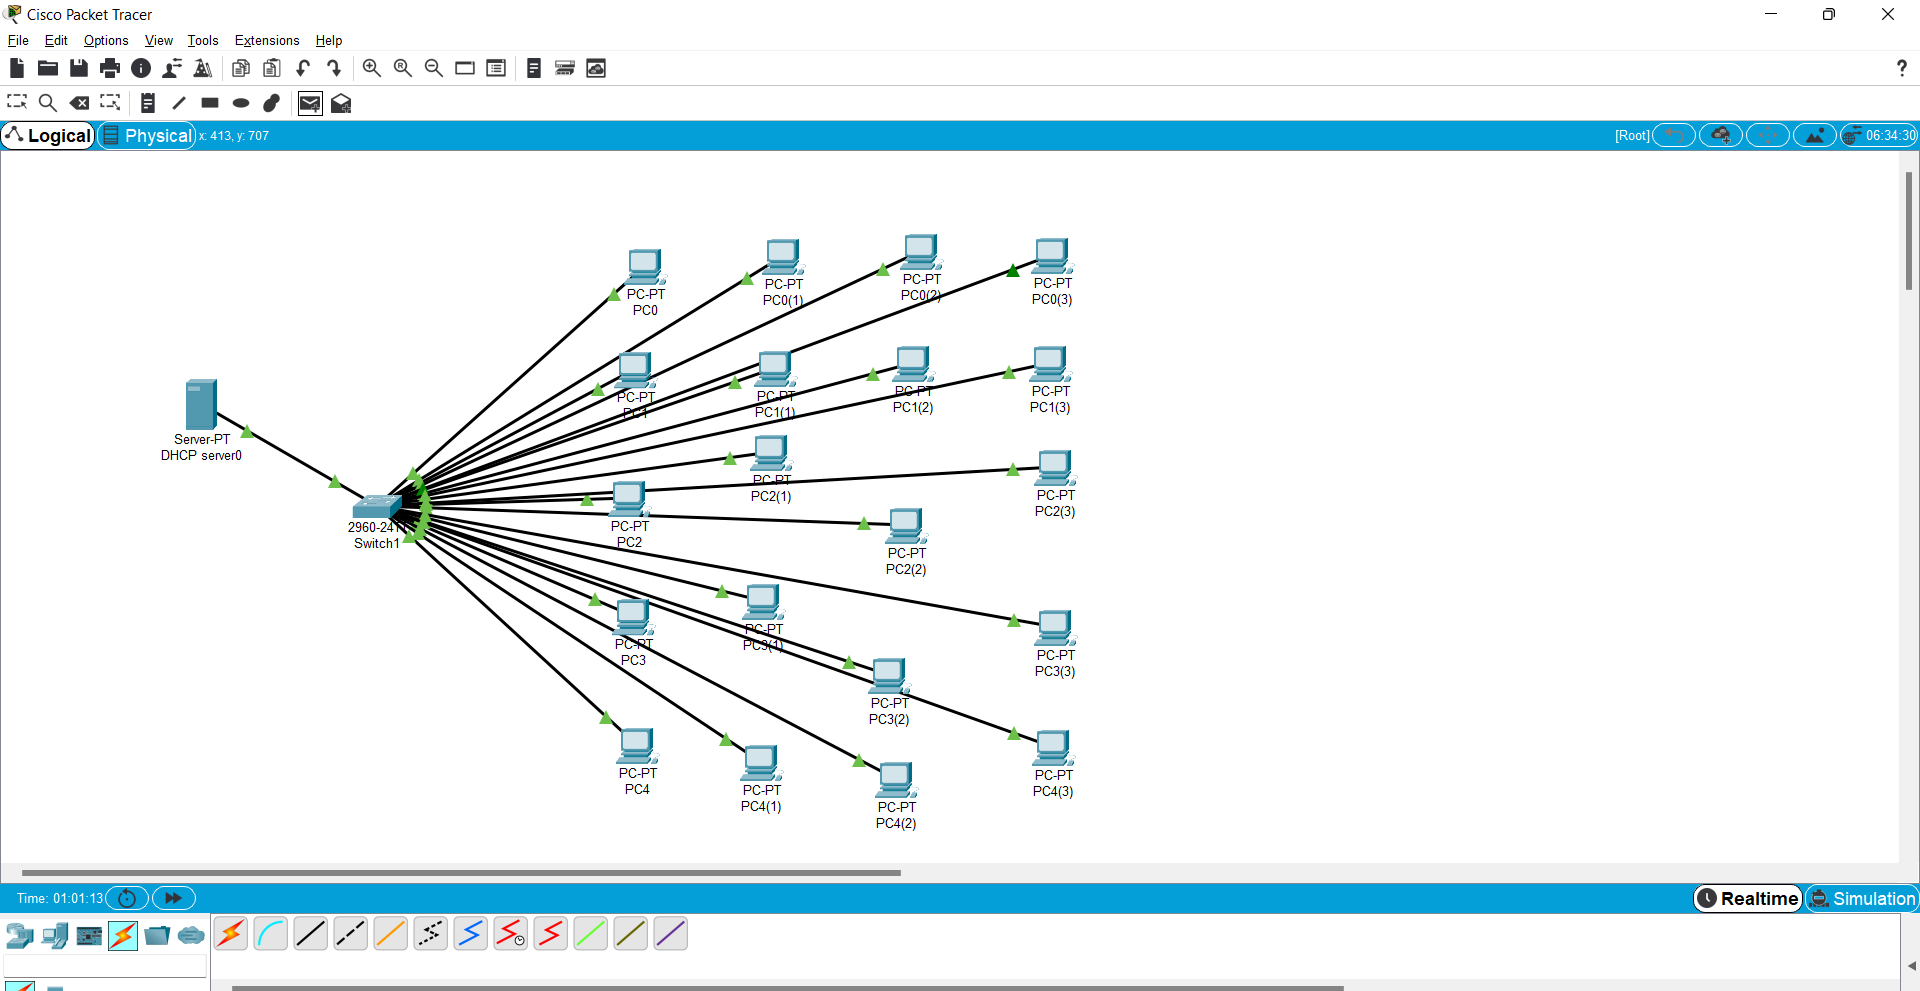 Cisco Packet Tracer
File Edit Options View Tools Extensions Help
?
Logical Physical x: 413, y: 707 [Root] 06:34:30
PC-PT
PC0
PC-PT
PC0(1)
PC-PT
PC0(2)
PC-PT
PC0(3)
PC-PT
PC1
PC-PT
PC1(1)
PC-PT
PC1(2)
PC-PT
PC1(3)
Server-PT
DHCP server0
PC-PT
PC2(1)
PC-PT
PC2(3)
2960-24TT
Switch1
PC-PT
PC2
PC-PT
PC2(2)
PC-PT
PC3
PC-PT
PC3(1)
PC-PT
PC3(3)
PC-PT
PC3(2)
PC-PT
PC4
PC-PT
PC4(1)
PC-PT
PC4(2)
PC-PT
PC4(3)
Time: 01:01:13 Realtime Simulation